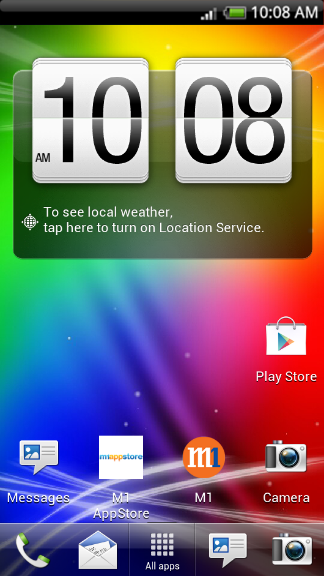 10:08 AM
AM 10 08
To see local weather,
tap here to turn on Location Service.
Play Store
m1appstore
M1
Messages
M1
AppStore
M1
Camera
All apps